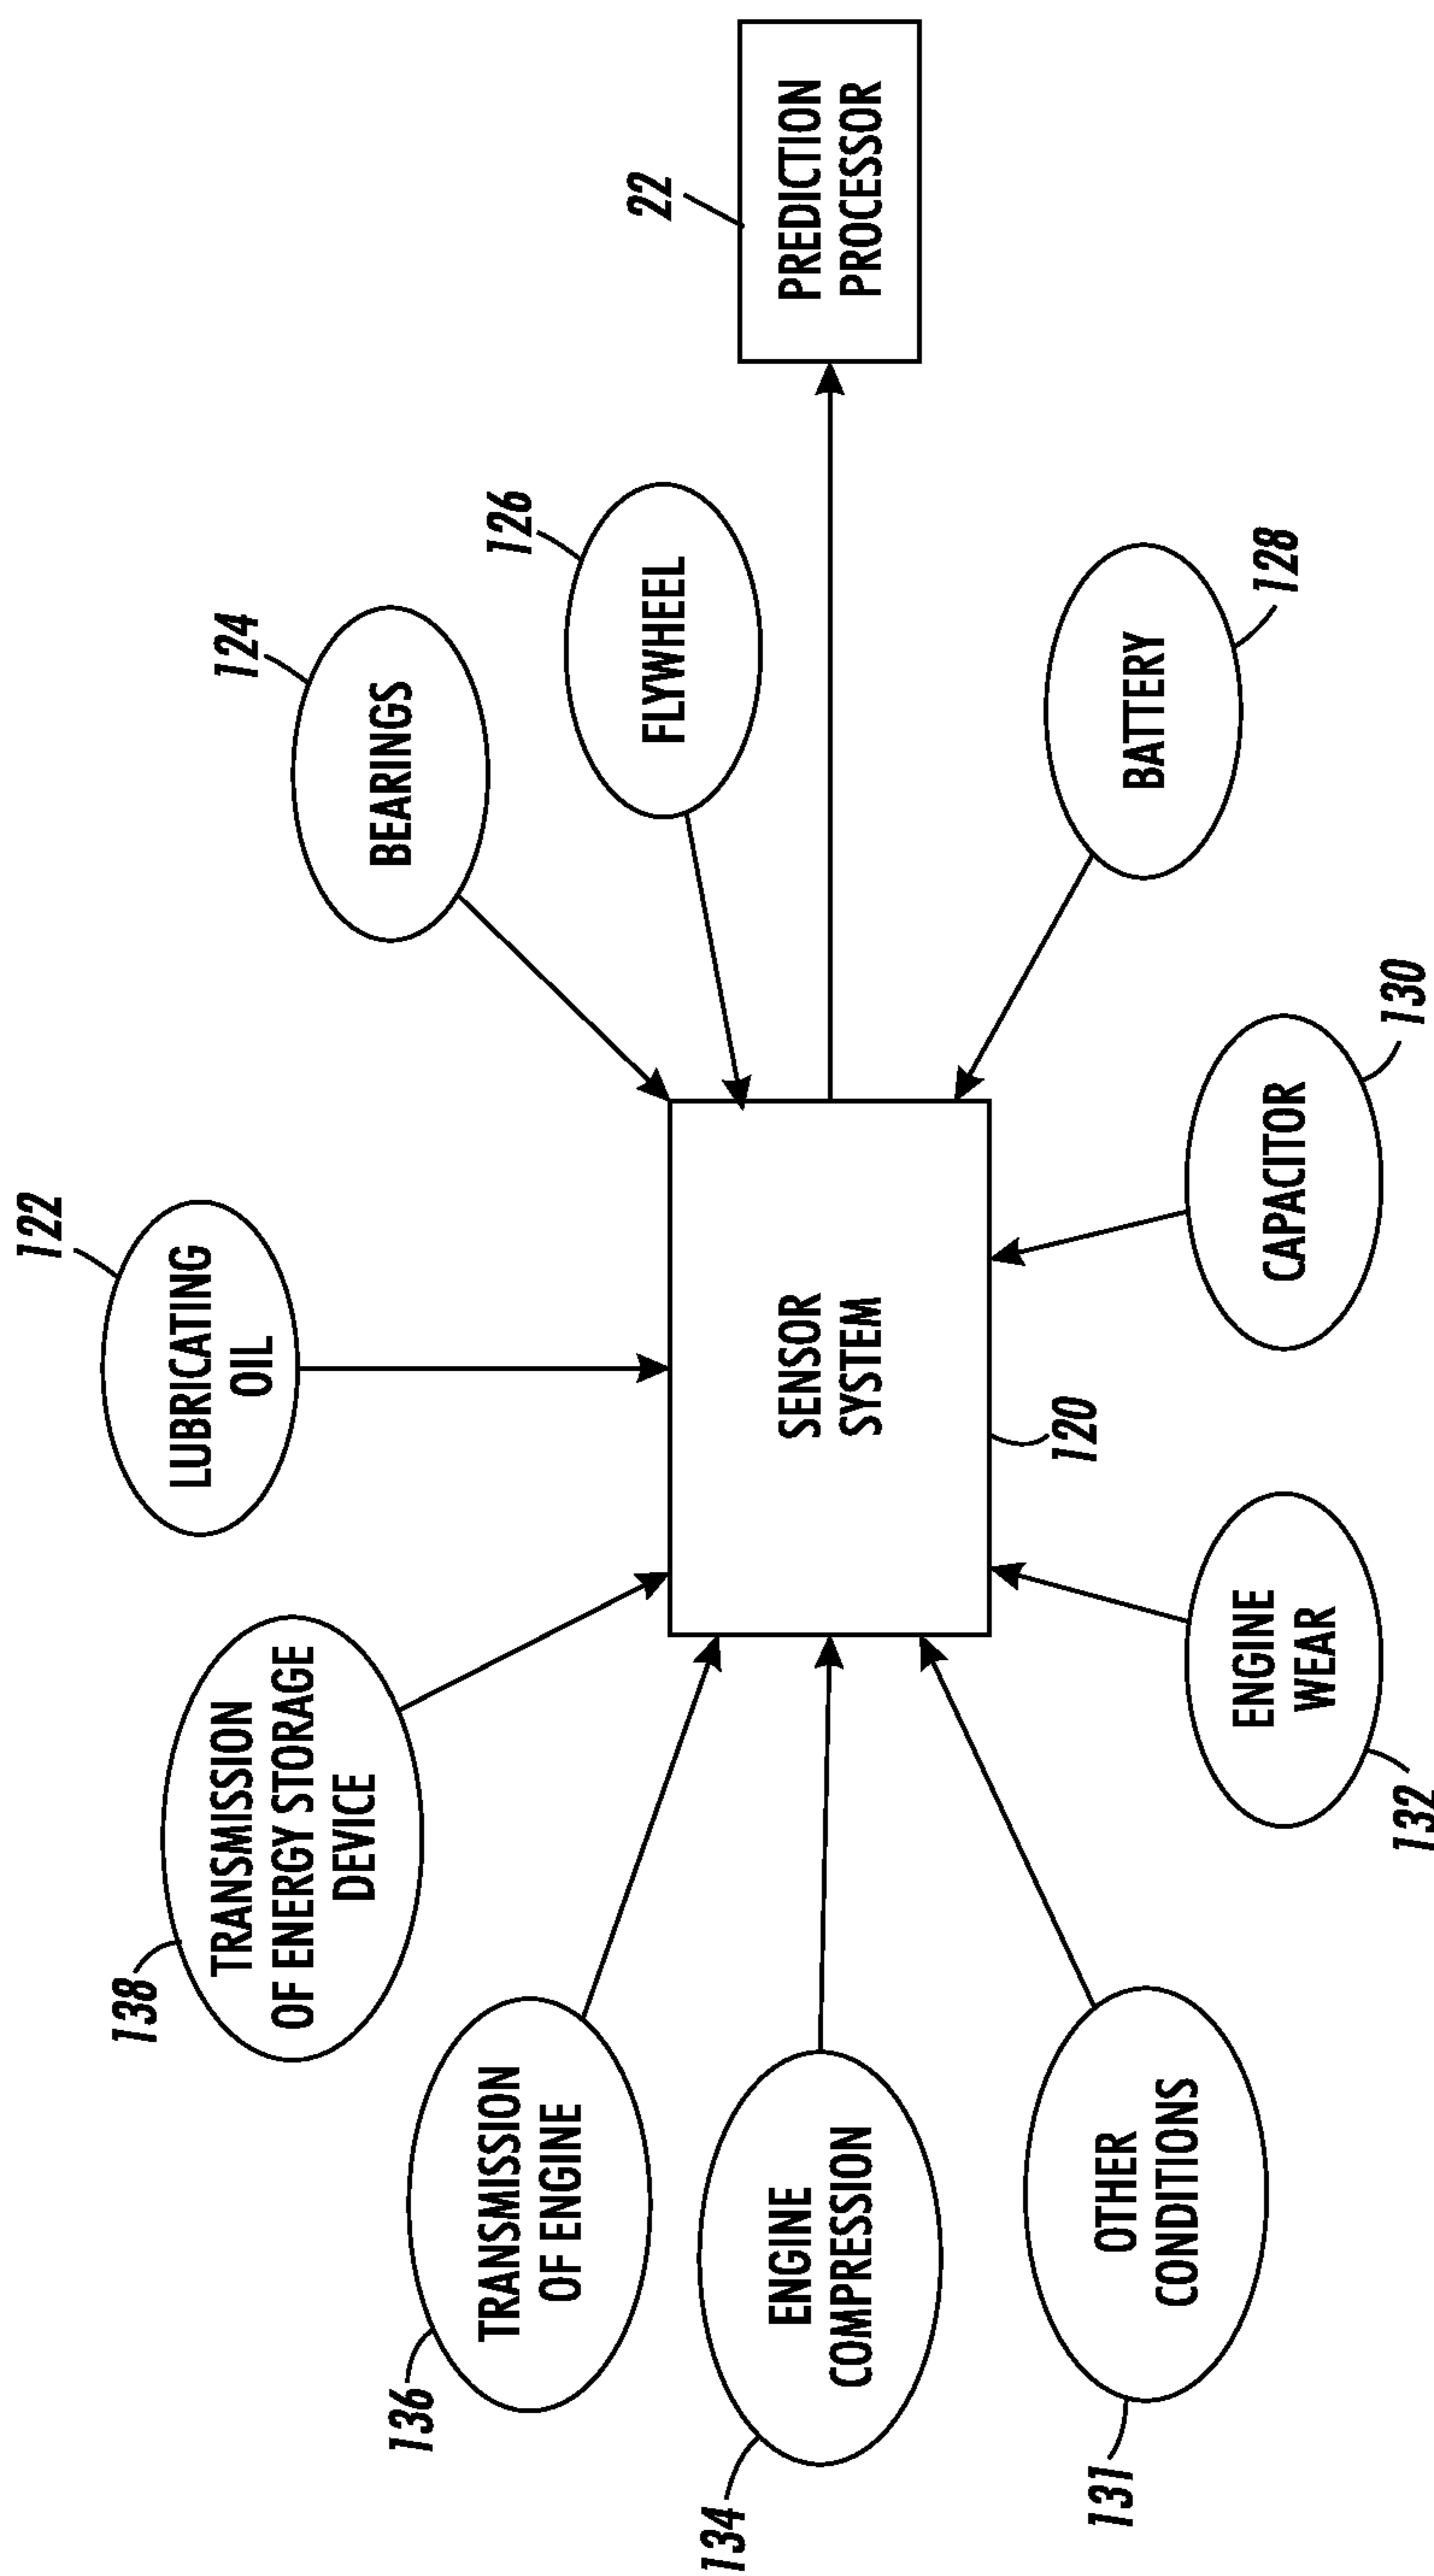 122
LUBRICATING
OIL
124
BEARINGS
126
FLYWHEEL
22
PREDICTION
PROCESSOR
138
TRANSMISSION
OF ENERGY STORAGE
DEVICE
136
TRANSMISSION
OF ENGINE
134
ENGINE
COMPRESSION
131
OTHER
CONDITIONS
SENSOR
SYSTEM
120
132
ENGINE
WEAR
130
CAPACITOR
128
BATTERY